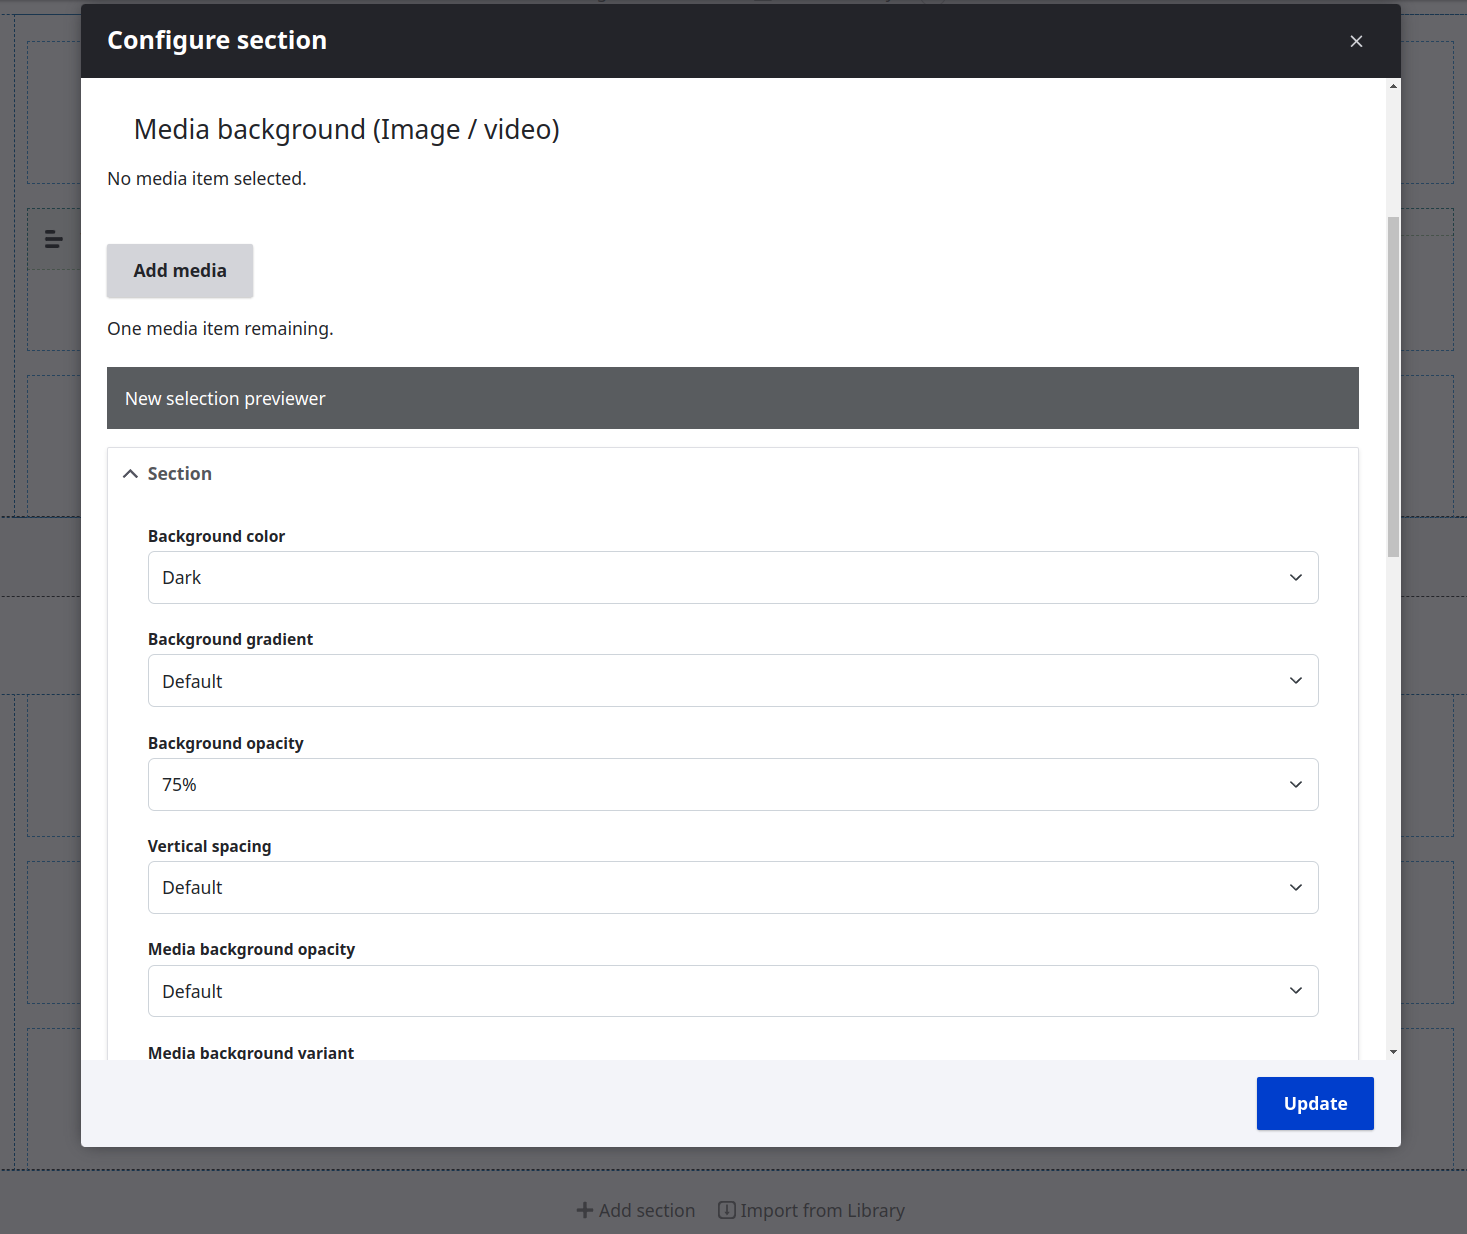 Configure section
Media background (Image / video)
No media item selected.
Add media
One media item remaining.
New selection previewer
Section
Background color
Dark
Background gradient
Default
Background opacity
75%
Vertical spacing
Default
Media background opacity
Default
Media background variant
Update
Add section
Import from Library